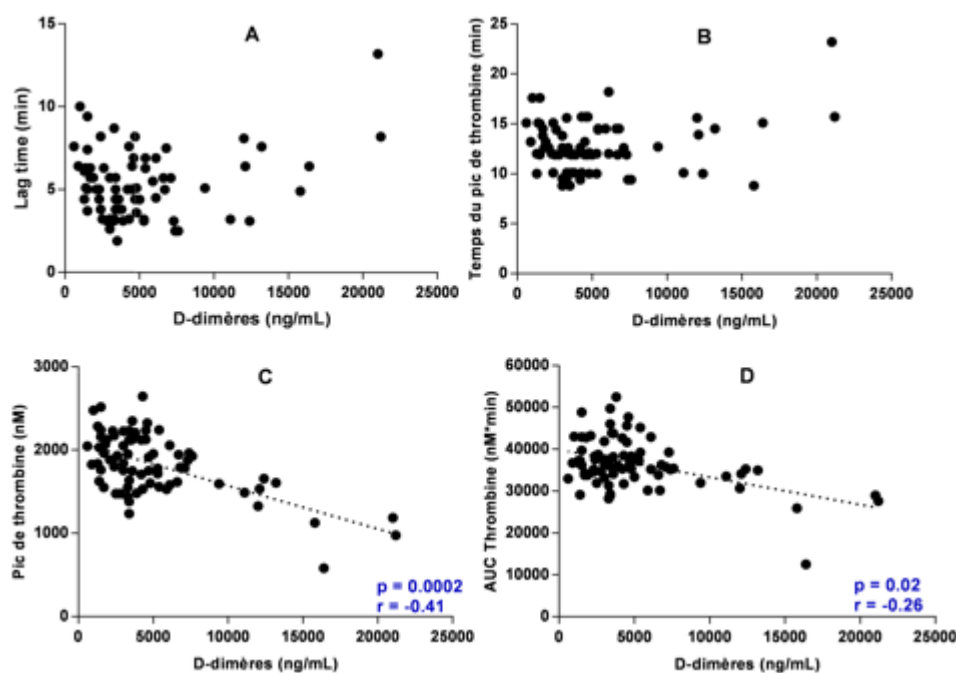 A
Lag time (min)
15
10
5
0
0 5000 10000 15000 20000 25000
D-dimères (ng/mL)
B
Temps du pic de thrombine (min)
25
20
15
10
5
0
0 5000 10000 15000 20000 25000
D-dimères (ng/mL)
C
Pic de thrombine (nM)
3000
2000
1000
0
p = 0.0002
r = -0.41
0 5000 10000 15000 20000 25000
D-dimères (ng/mL)
D
AUC Thrombine (nM*min)
60000
50000
40000
30000
20000
10000
0
p = 0.02
r = -0.26
0 5000 10000 15000 20000 25000
D-dimères (ng/mL)